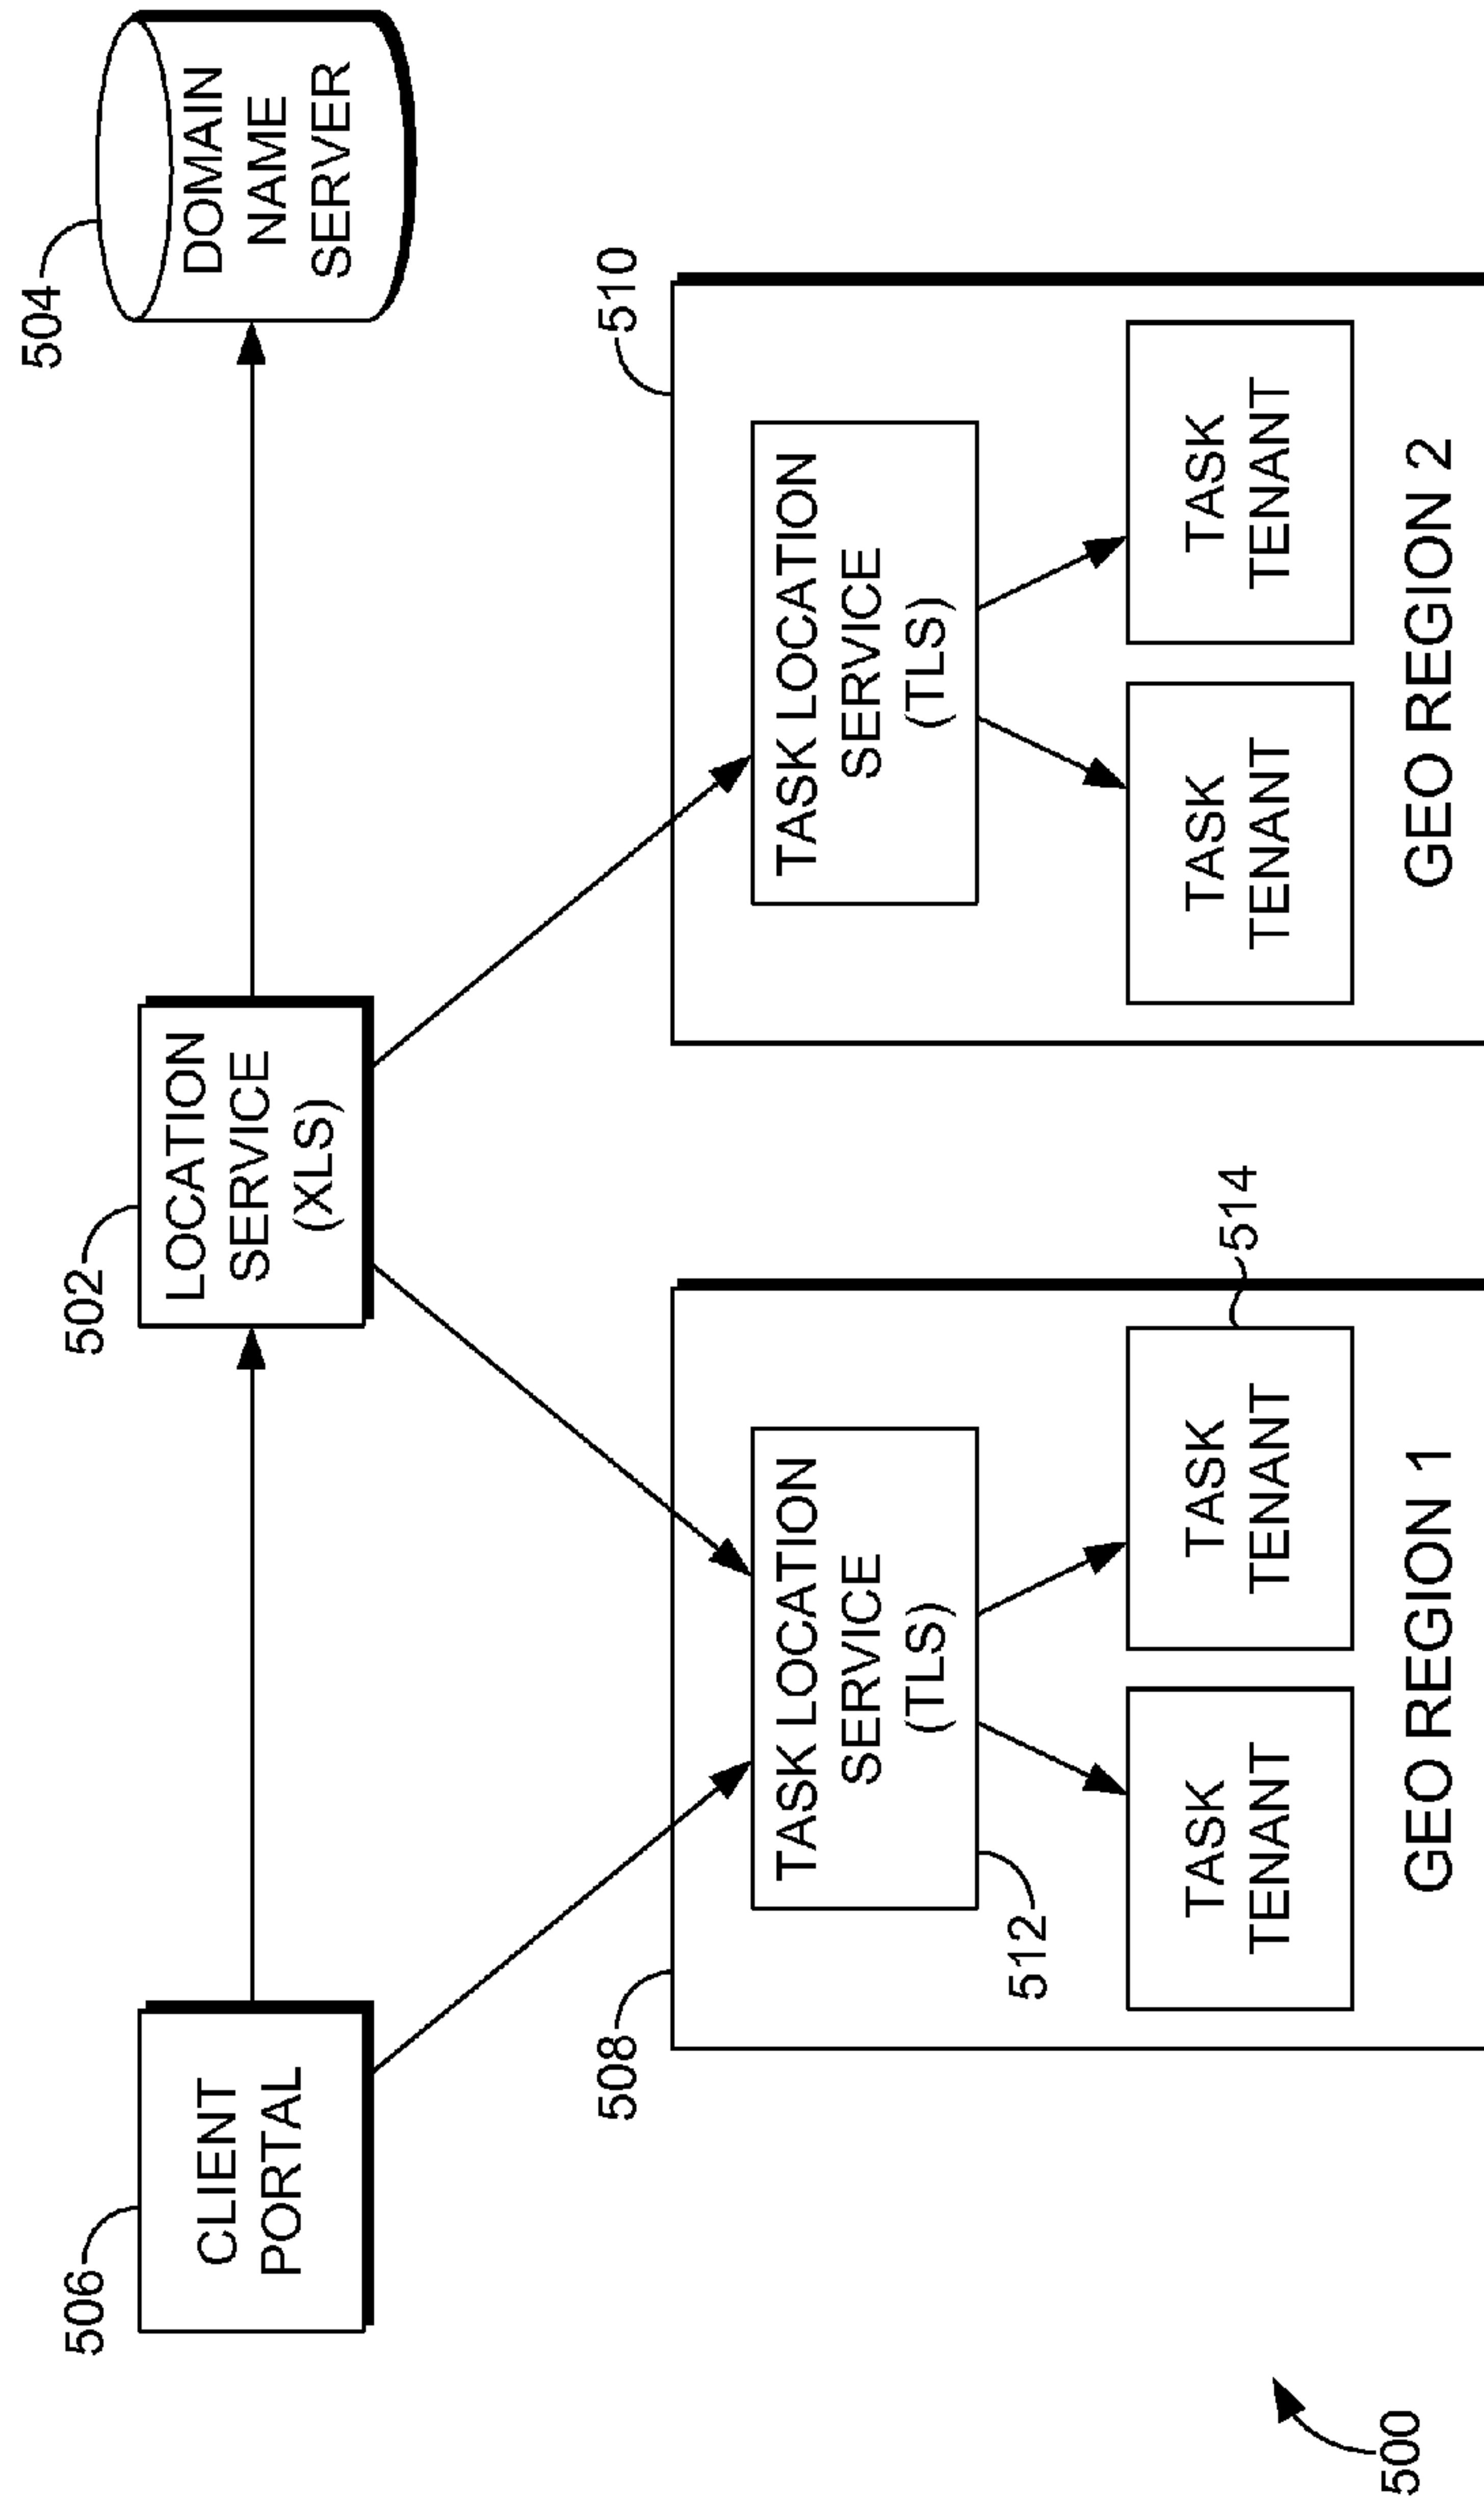 506
CLIENT
PORTAL
502
LOCATION
SERVICE
(XLS)
504
DOMAIN
NAME
SERVER
508
TASK LOCATION
SERVICE
(TLS)
512
TASK
TENANT
TASK
TENANT
514
GEO REGION 1
510
TASK LOCATION
SERVICE
(TLS)
TASK
TENANT
TASK
TENANT
GEO REGION 2
500